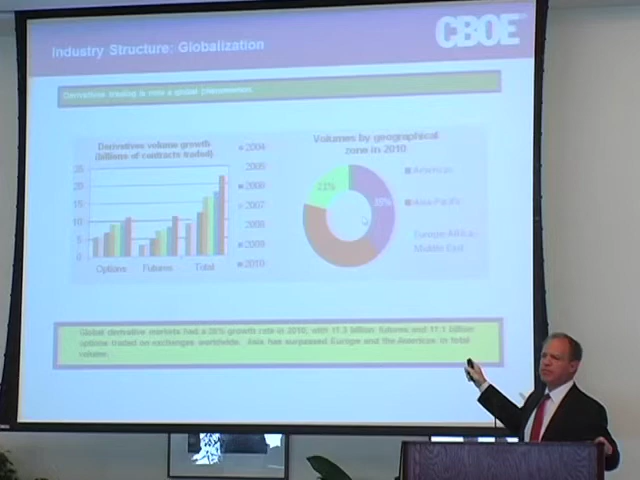 CBOE
Industry Structure: Globalization
Derivatives trading is now a global phenomenon
Derivatives volume growth
(billions of contracts traded)
25
20
15
10
5
0
Options Futures Total
2004
2005
2006
2007
2008
2009
2010
Volumes by geographical
zone in 2010
21%
Americas
Asia-Pacific
Europe Africa,
Middle East
Global derivative markets had a growth rate in 2010, with 11.3 billion futures and 11.1 billion
options traded on exchanges worldwide. Asia has surpassed Europe and the Americas in total
volume.